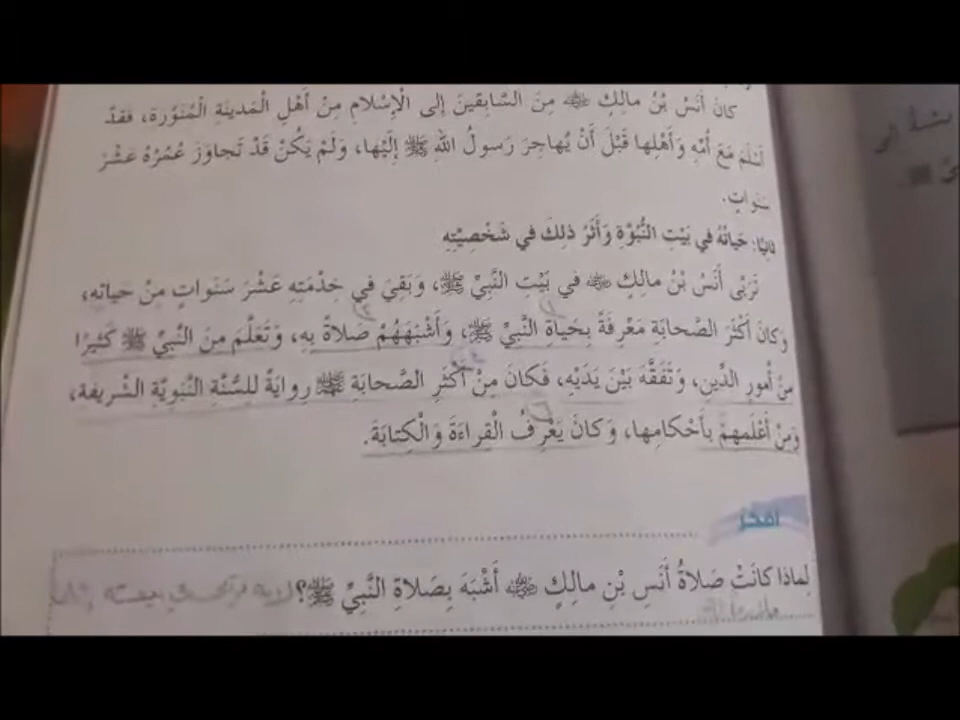 كانَ أَنَسُ بْنُ مالِكٍ ﷺ مِنَ السّابِقينَ إلى الْإِسْلامِ مِنْ أَهْلِ الْمَدينَةِ الْمُنَوَّرَةِ، فَقَدْ
أَسْلَمَ مَعَ أُمِّهِ وَأَهْلِها قَبْلَ أَنْ يُهاجِرَ رَسولُ اللهِ ﷺ إِلَيْها، وَلَمْ يَكُنْ قَدْ تَجاوَزَ عُمُرُهُ عَشْرَ
سَنَواتٍ.
ثانِيًا: حَياتُهُ في بَيْتِ النُّبُوَّةِ وَأَثَرُ ذلِكَ في شَخْصِيَّتِهِ
تَرَبّى أَنَسُ بْنُ مالِكٍ ﷺ في بَيْتِ النَّبِيِّ ﷺ، وَبَقِيَ في خِدْمَتِهِ عَشْرَ سَنَواتٍ مِنْ حَياتِهِ،
وَكانَ أَكْثَرَ الصَّحابَةِ مَعْرِفَةً بِحَياةِ النَّبِيِّ ﷺ، وَأَشْبَهَهُمْ صَلاةً بِهِ، وَتَعَلَّمَ مِنَ النَّبِيِّ ﷺ كَثيرًا
مِنْ أُمورِ الدِّينِ، وَتَفَقَّهَ بَيْنَ يَدَيْهِ، فَكانَ مِنْ أَكْثَرِ الصَّحابَةِ ﷺ رِوايَةً لِلسُّنَّةِ النَّبَوِيَّةِ الشَّريفَةِ،
وَمِنْ أَعْلَمِهِمْ بِأَحْكامِها، وَكانَ يَعْرِفُ الْقِراءَةَ وَالْكِتابَةَ.
أفكر
لِماذا كانَتْ صَلاةُ أَنَسِ بْنِ مالِكٍ ﷺ أَشْبَهَ بِصَلاةِ النَّبِيِّ ﷺ؟